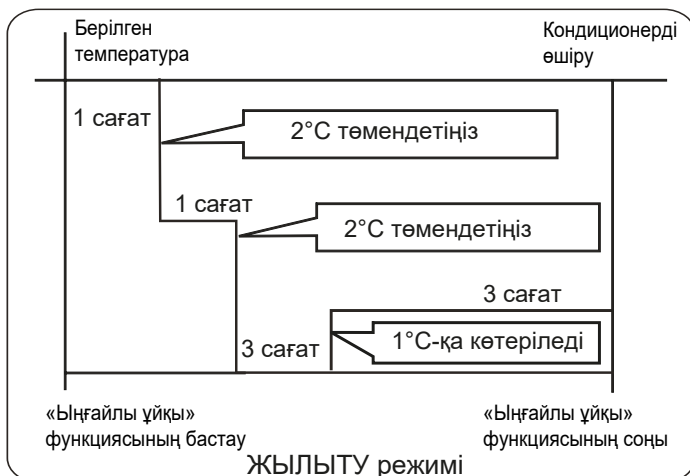 Берілген
температура
Кондиционерді
өшіру
1 сағат
2°C төмендетіңіз
1 сағат
2°C төмендетіңіз
3 сағат
3 сағат
1°C-қа көтеріледі
«Ыңғайлы ұйқы»
функциясының бастау
«Ыңғайлы ұйқы»
функциясының соңы
ЖЫЛЫТУ режимі